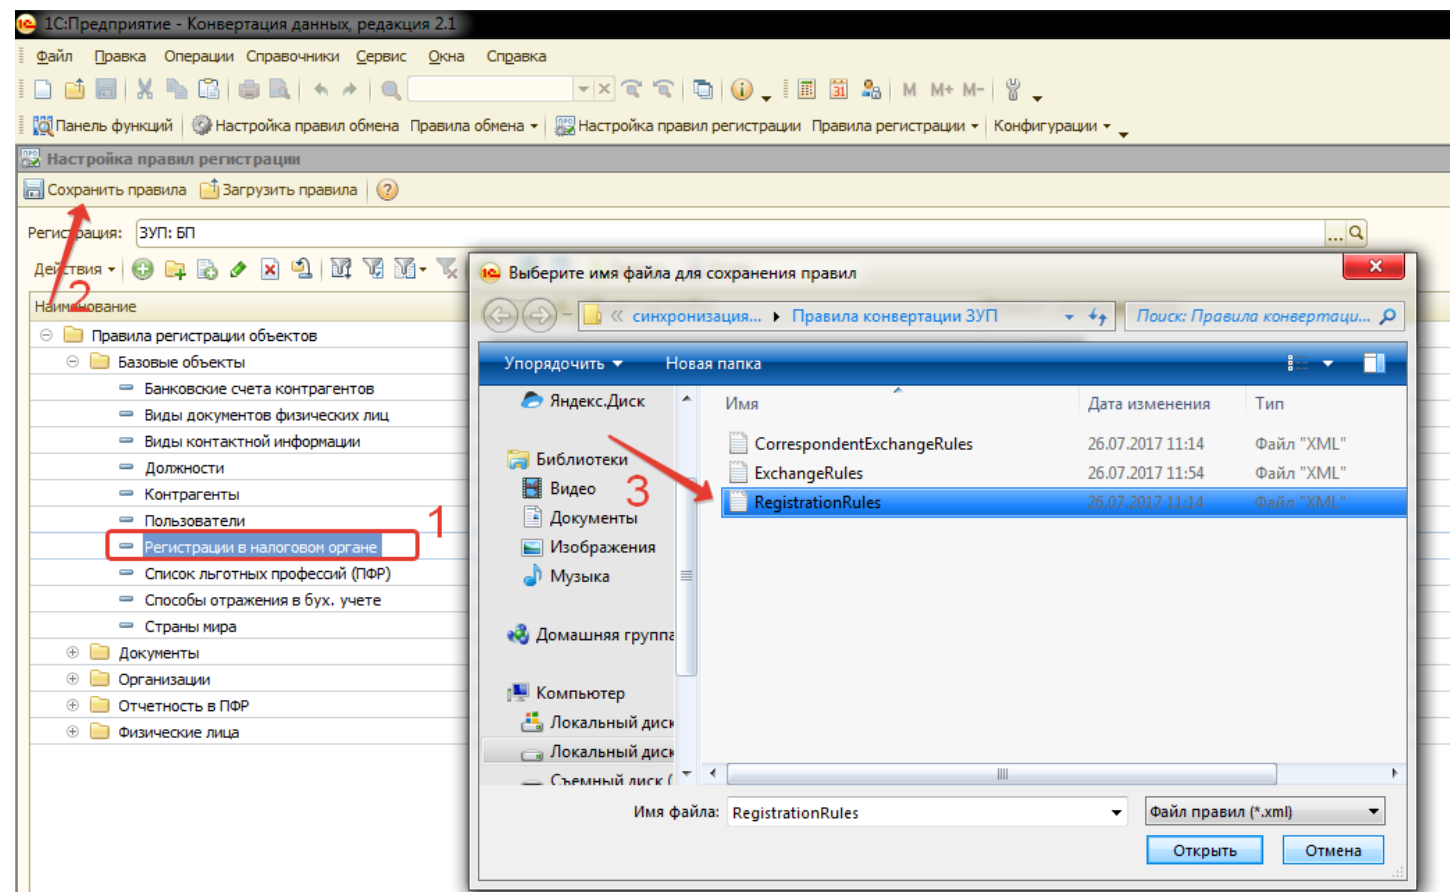 1С:Предприятие - Конвертация данных, редакция 2.1
Файл Правка Операции Справочники Сервис Окна Справка
M M+ M-
Панель функций Настройка правил обмена Правила обмена Настройка правил регистрации Правила регистрации Конфигурации
Настройка правил регистрации
Сохранить правила Загрузить правила
Регистрация: ЗУП: БП ...
Действия
2
Наименование
Правила регистрации объектов
Базовые объекты
Банковские счета контрагентов
Виды документов физических лиц
Виды контактной информации
Должности
Контрагенты
Пользователи
1
Регистрации в налоговом органе
Список льготных профессий (ПФР)
Способы отражения в бух. учете
Страны мира
Документы
Организации
Отчетность в ПФР
Физические лица
Выберите имя файла для сохранения правил
« синхронизация... Правила конвертации ЗУП Поиск: Правила конвертаци...
Упорядочить Новая папка
Яндекс.Диск
Библиотеки
Видео
Документы
Изображения
Музыка
Домашняя группа
Компьютер
Локальный диск
Локальный диск
Съемный диск (
3
Имя Дата изменения Тип
CorrespondentExchangeRules 26.07.2017 11:14 Файл "XML"
ExchangeRules 26.07.2017 11:54 Файл "XML"
RegistrationRules 26.07.2017 11:14 Файл "XML"
Имя файла: RegistrationRules Файл правил (*.xml)
Открыть Отмена